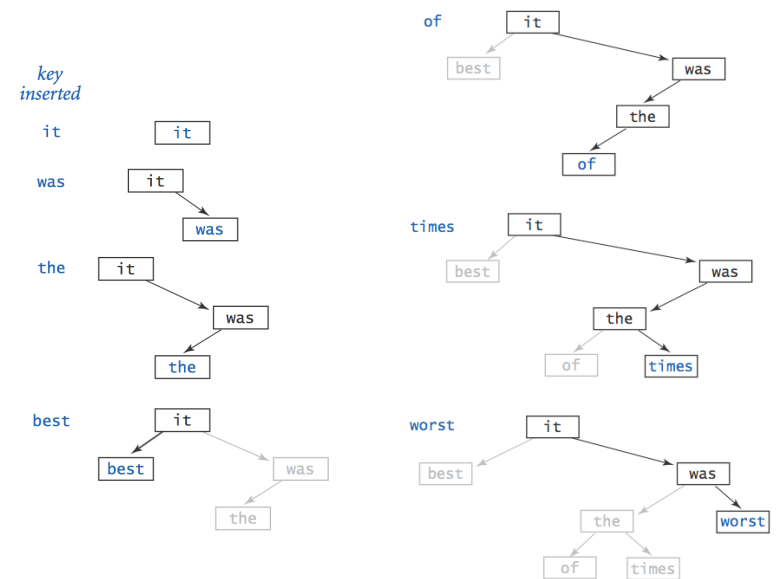 key
inserted
it
it
was
it
was
the
it
was
the
best
it
best
was
the
of
it
best
was
the
of
times
it
best
was
the
of
times
worst
it
best
was
the
worst
of
times